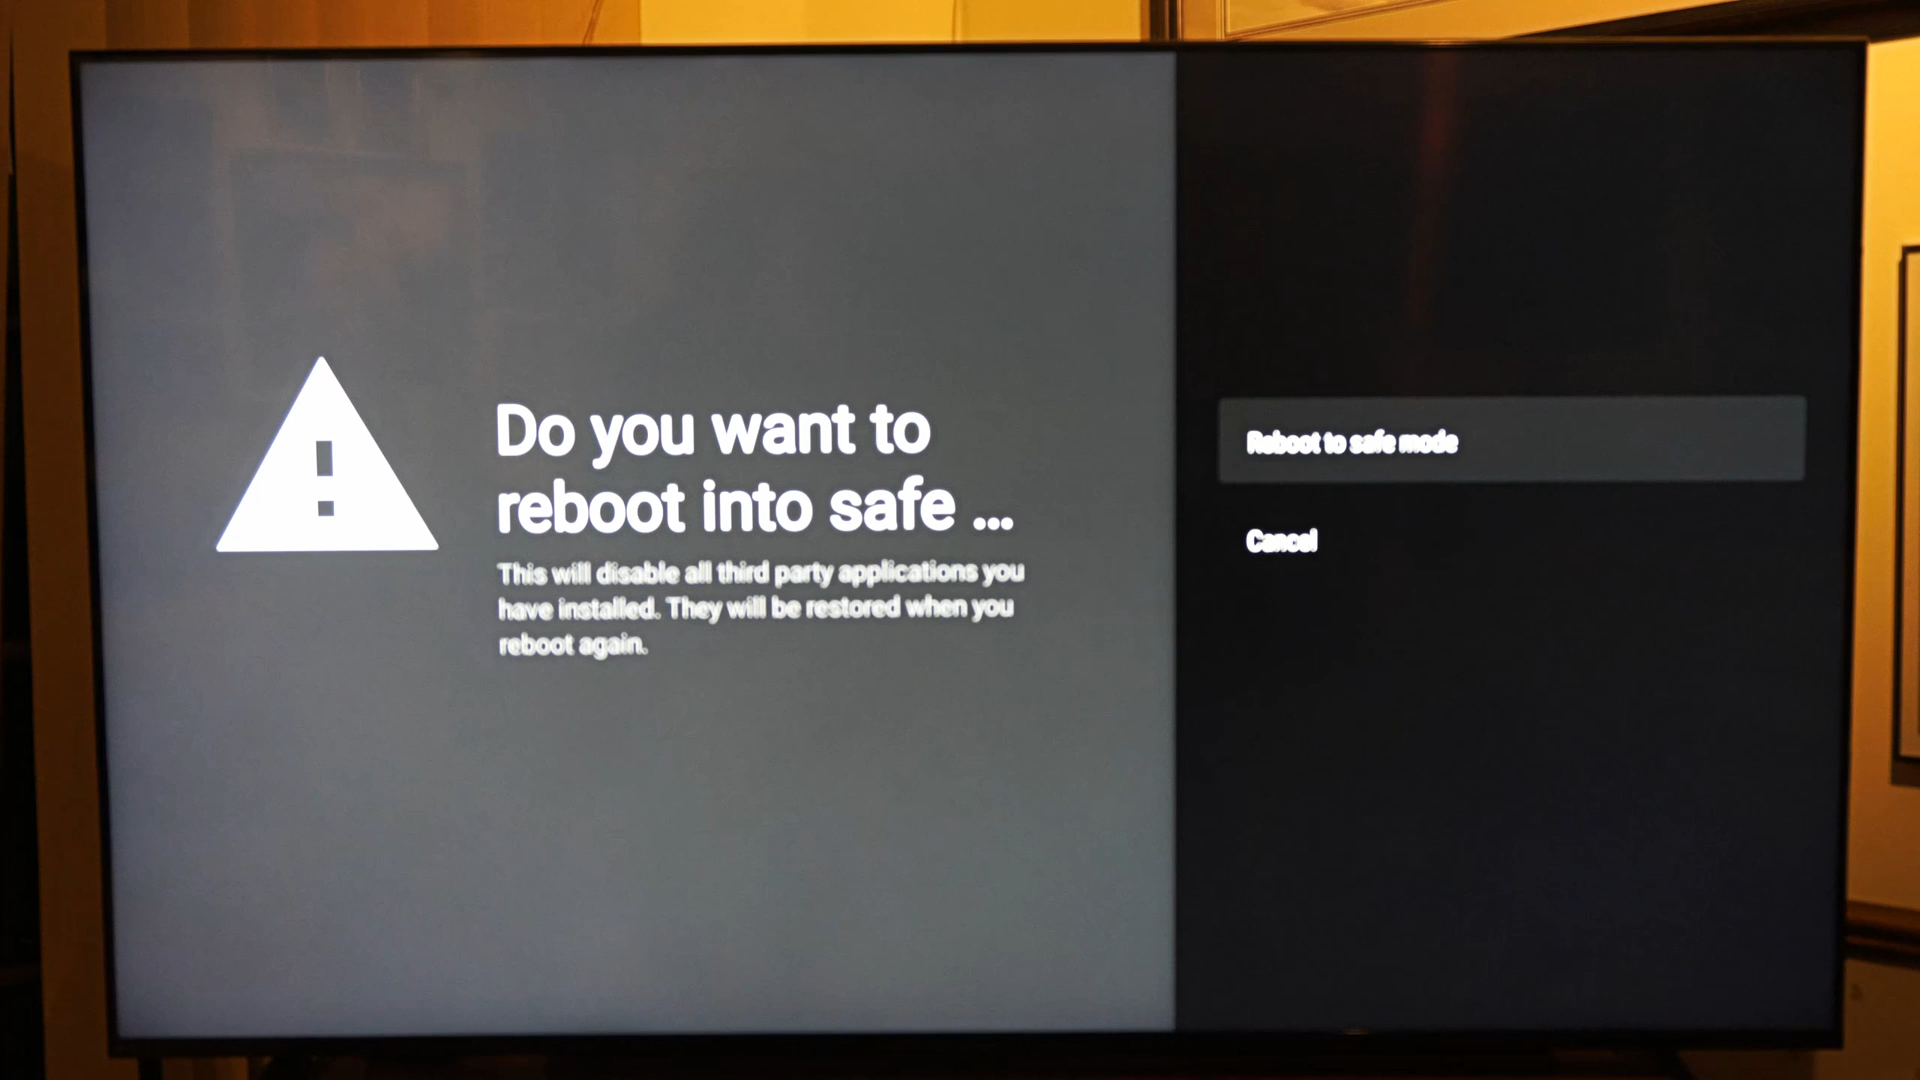 Do you want to
reboot into safe ...
This will disable all third party applications you
have installed. They will be restored when you
reboot again.
Reboot to safe mode
Cancel